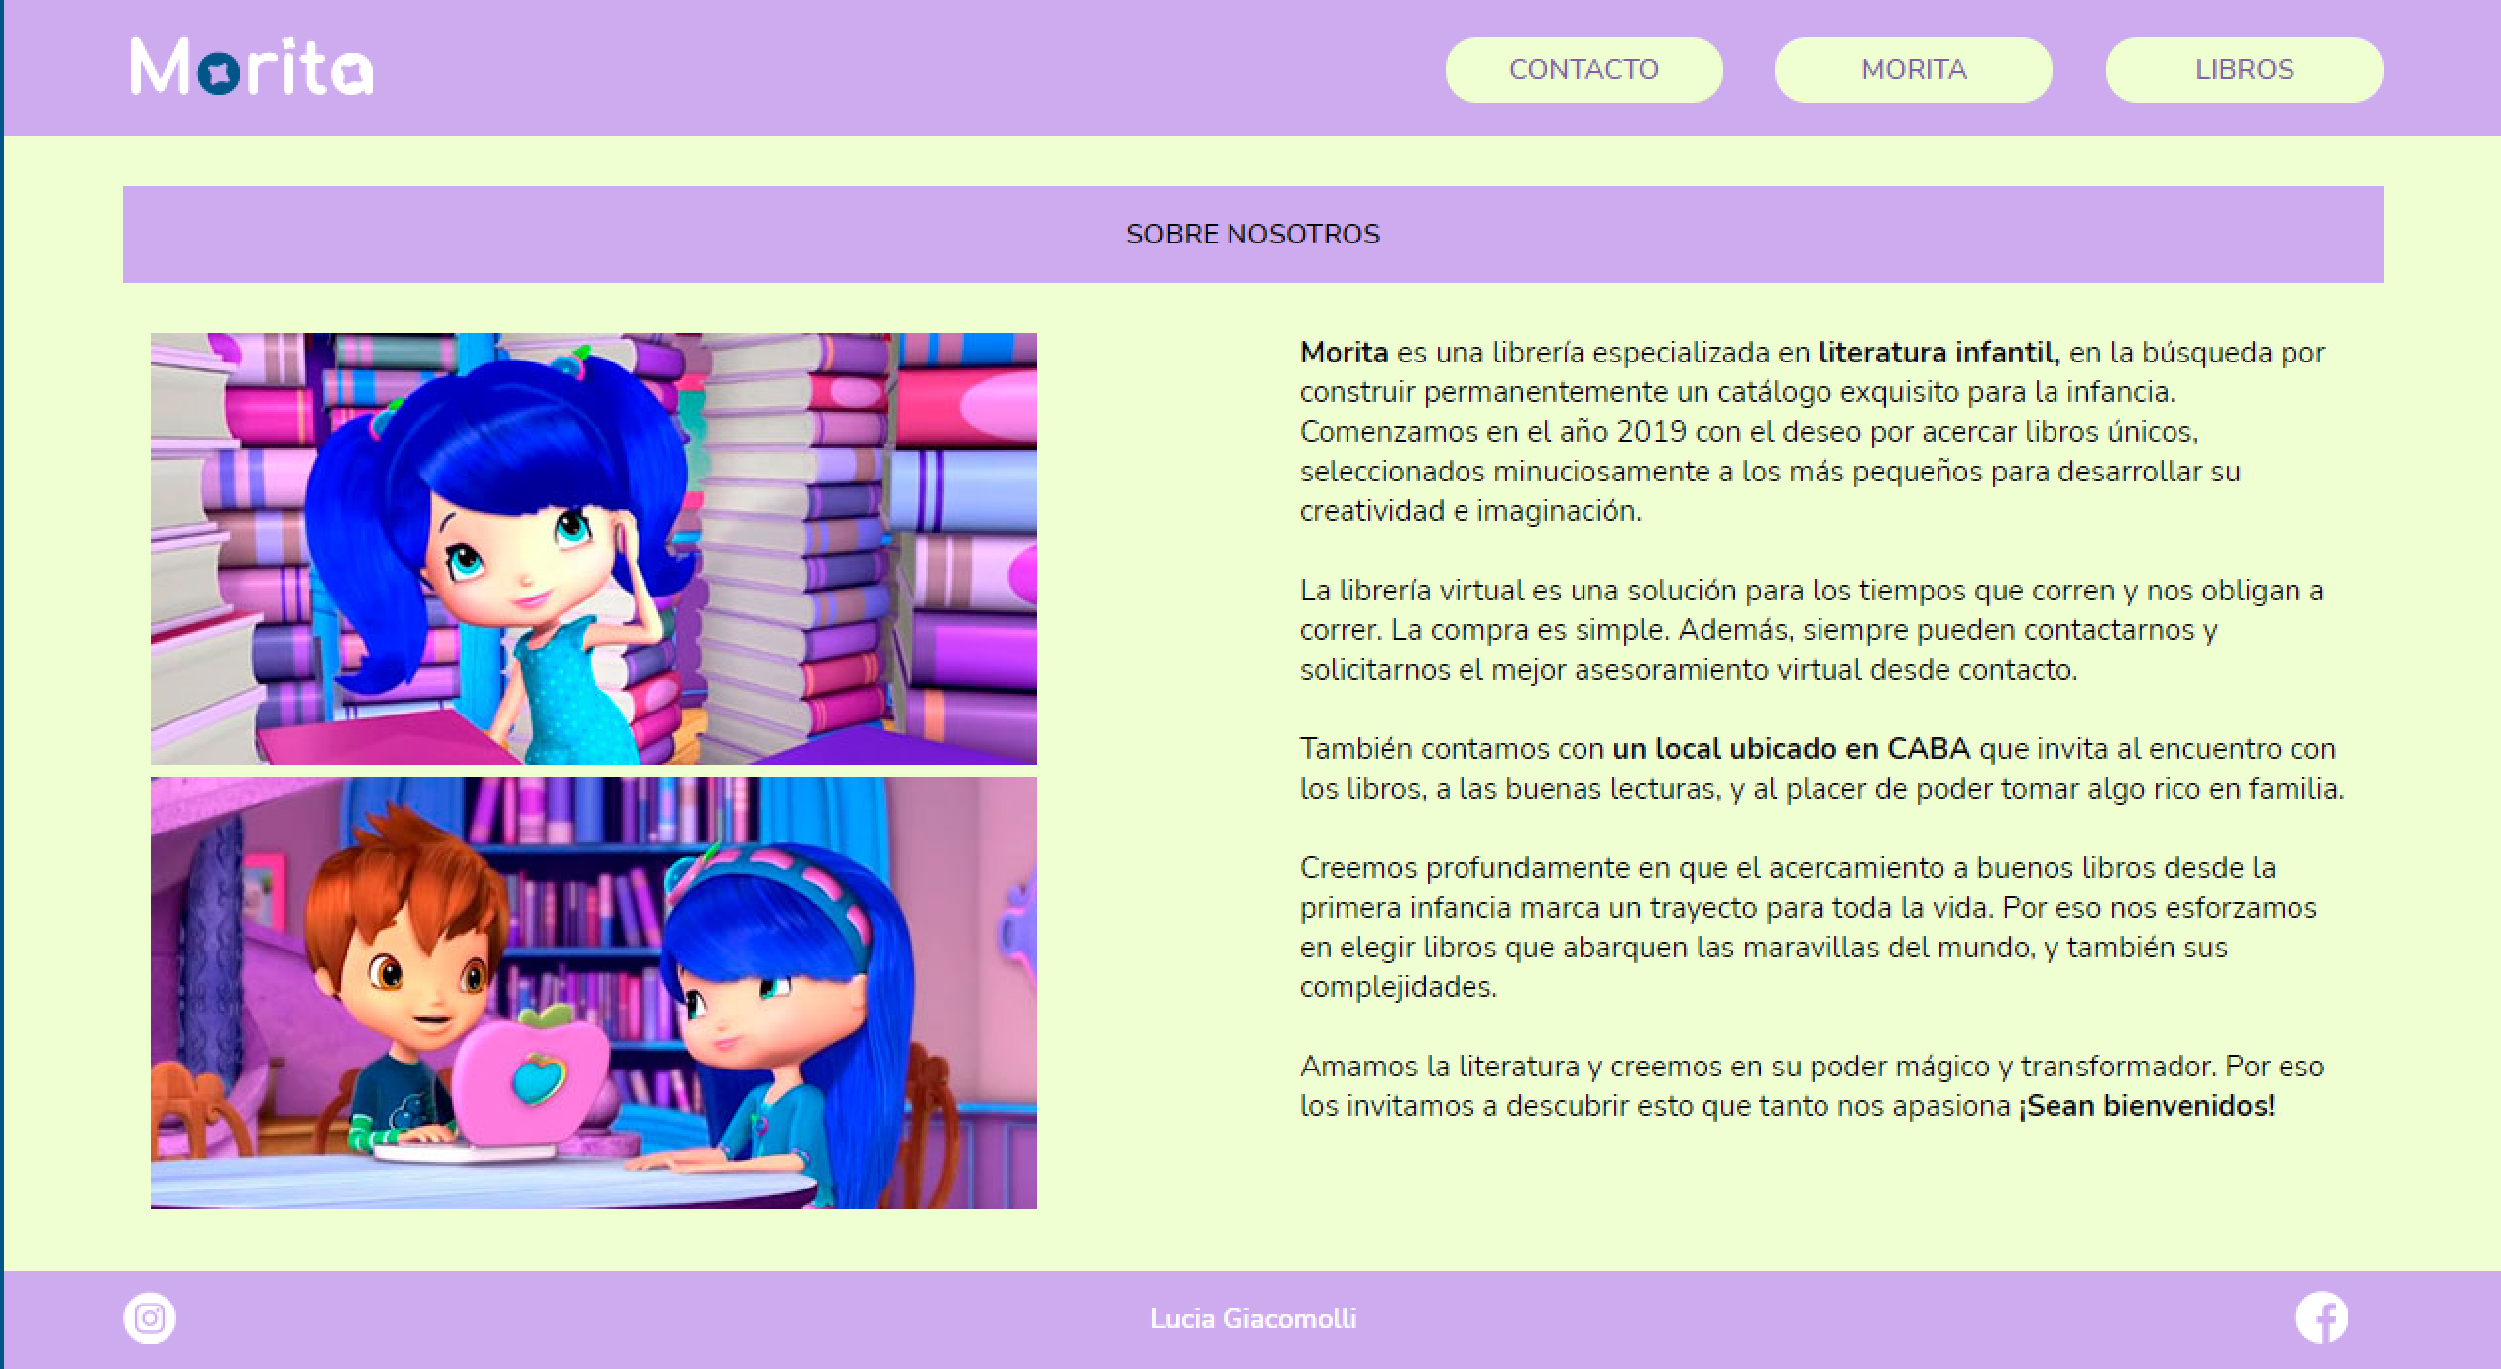 Morita
CONTACTO
MORITA
LIBROS
SOBRE NOSOTROS
Morita es una librería especializada en literatura infantil, en la búsqueda por
construir permanentemente un catálogo exquisito para la infancia.
Comenzamos en el año 2019 con el deseo por acercar libros únicos,
seleccionados minuciosamente a los más pequeños para desarrollar su
creatividad e imaginación.
La librería virtual es una solución para los tiempos que corren y nos obligan a
correr. La compra es simple. Además, siempre pueden contactarnos y
solicitarnos el mejor asesoramiento virtual desde contacto.
También contamos con un local ubicado en CABA que invita al encuentro con
los libros, a las buenas lecturas, y al placer de poder tomar algo rico en familia.
Creemos profundamente en que el acercamiento a buenos libros desde la
primera infancia marca un trayecto para toda la vida. Por eso nos esforzamos
en elegir libros que abarquen las maravillas del mundo, y también sus
complejidades.
Amamos la literatura y creemos en su poder mágico y transformador. Por eso
los invitamos a descubrir esto que tanto nos apasiona ¡Sean bienvenidos!
Lucia Giacomolli